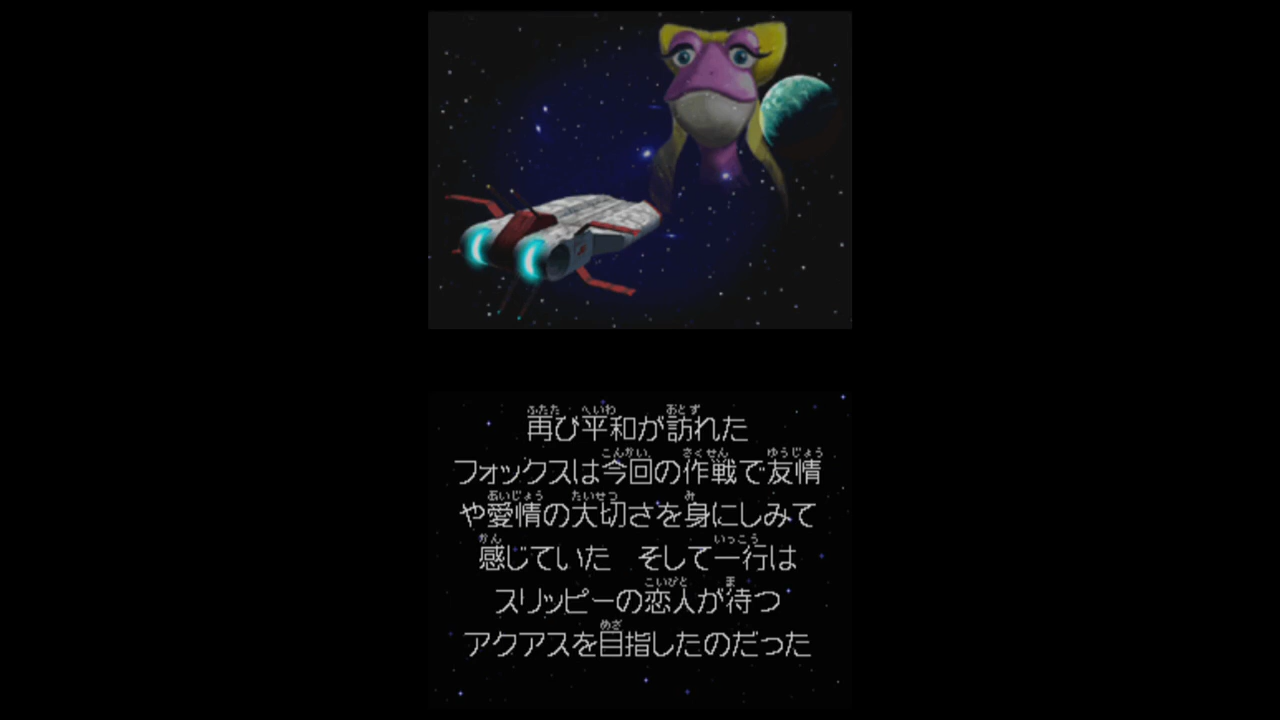 再び平和が訪れた
フォックスは今回の作戦で友情
や愛情の大切さを身にしみて
感じていた　そして一行は
スリッピーの恋人が待つ
アクアスを目指したのだった